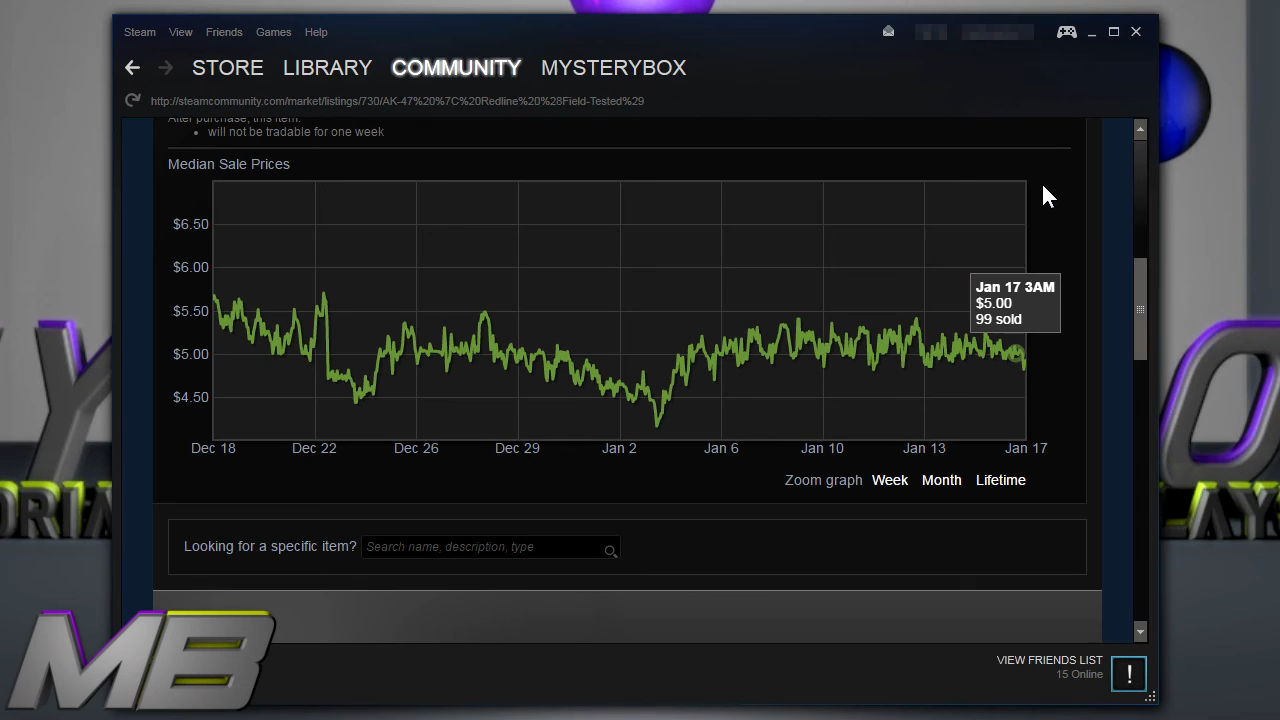 Steam View Friends Games Help
STORE LIBRARY COMMUNITY MYSTERYBOX
http://steamcommunity.com/market/listings/730/AK-47%20%7C%20Redline%20%28Field-Tested%29
After purchase, this item:
• will not be tradable for one week
Median Sale Prices
$6.50
$6.00
$5.50
$5.00
$4.50
Jan 17 3AM
$5.00
99 sold
Dec 18 Dec 22 Dec 26 Dec 29 Jan 2 Jan 6 Jan 10 Jan 13 Jan 17
Zoom graph Week Month Lifetime
Looking for a specific item? Search name, description, type
MB
VIEW FRIENDS LIST
15 Online
!